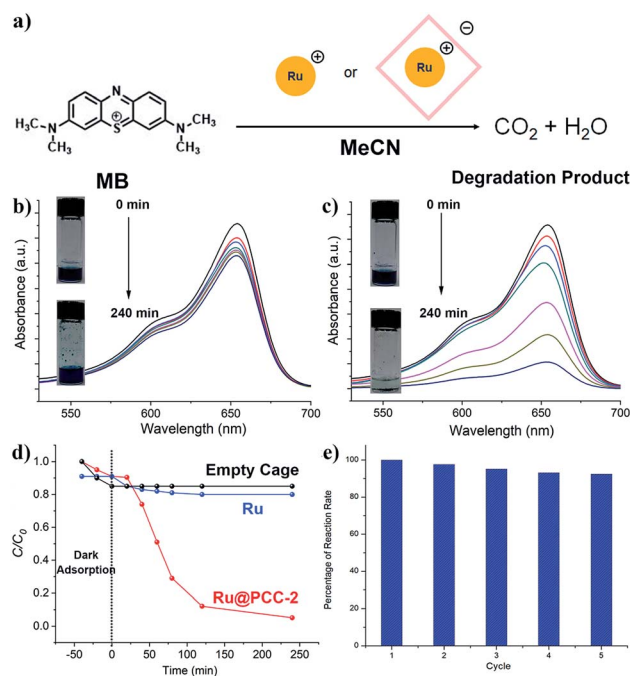 a)
Ru
+
or
Ru
+
−
N
H3C
N
CH3
S
+
N
CH3
CH3
MeCN
CO2 + H2O
MB
Degradation Product
b)
0 min
240 min
Absorbance (a.u.)
550 600 650 700
Wavelength (nm)
c)
0 min
240 min
Absorbance (a.u.)
550 600 650 700
Wavelength (nm)
d)
C/C0
1.0
0.8
0.6
0.4
0.2
0.0
Empty Cage
Ru
Dark
Adsorption
Ru@PCC-2
-50 0 50 100 150 200 250
Time (min)
e)
Percentage of Reaction Rate
100
80
60
40
20
0
1 2 3 4 5
Cycle